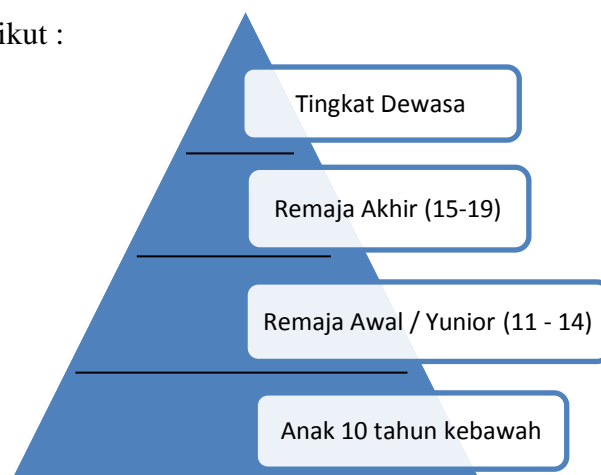 ikut :
Tingkat Dewasa
Remaja Akhir (15-19)
Remaja Awal / Yunior (11 - 14)
Anak 10 tahun kebawah